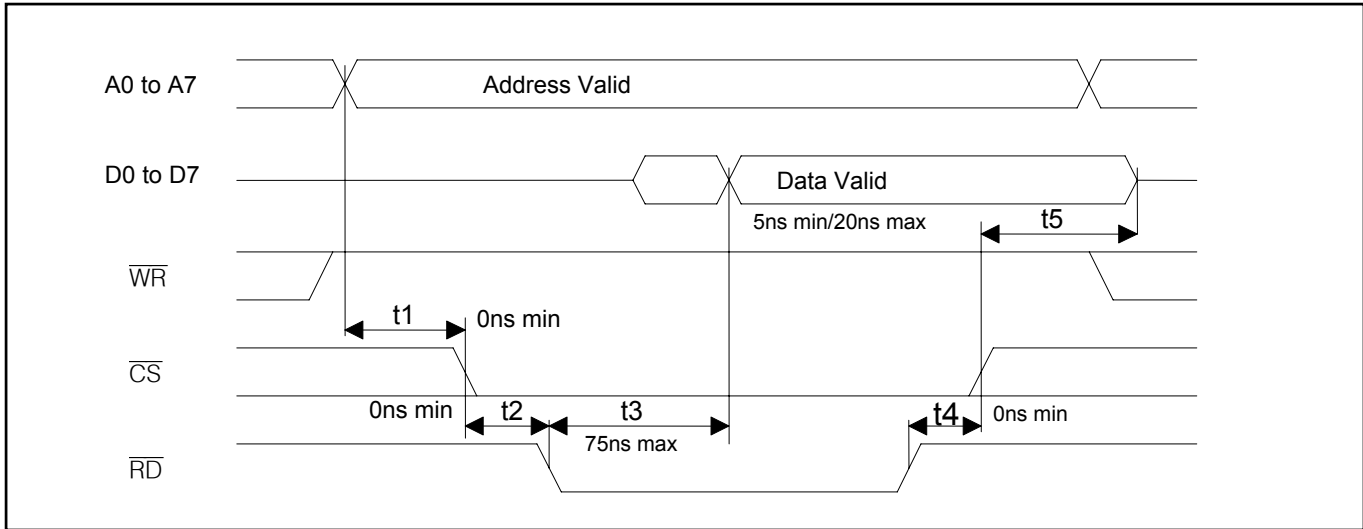 A0 to A7
Address Valid
D0 to D7
Data Valid
5ns min/20ns max
t5
WR
t1
0ns min
CS
0ns min
t2
t3
t4
0ns min
75ns max
RD